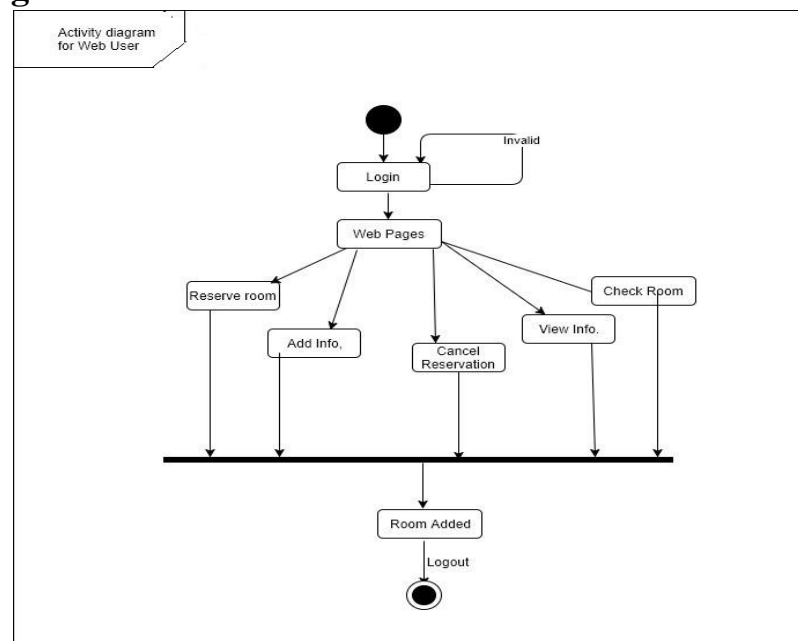 Activity diagram
for Web User
Invalid
Login
Web Pages
Reserve room
Check Room
Add Info,
View Info.
Cancel
Reservation
Room Added
Logout